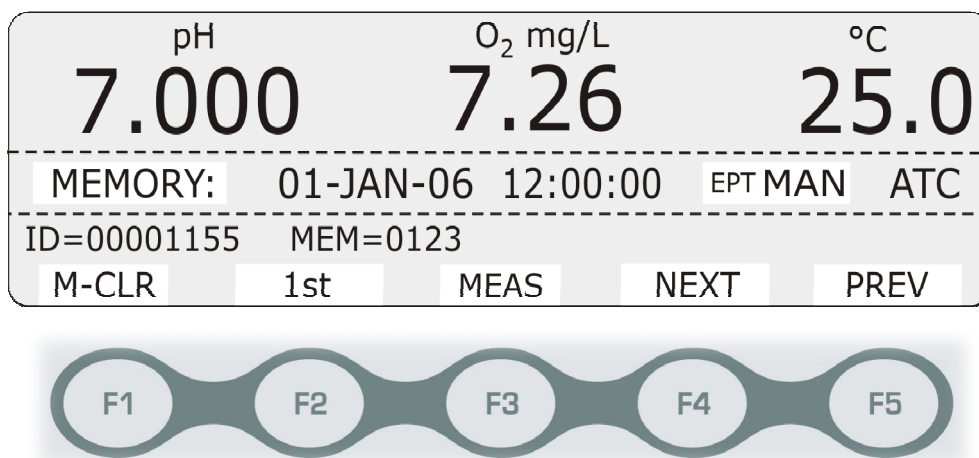 pH O₂ mg/L °C
7.000 7.26 25.0
MEMORY: 01-JAN-06 12:00:00 EPT MAN ATC
ID=00001155 MEM=0123
M-CLR 1st MEAS NEXT PREV
F1 F2 F3 F4 F5